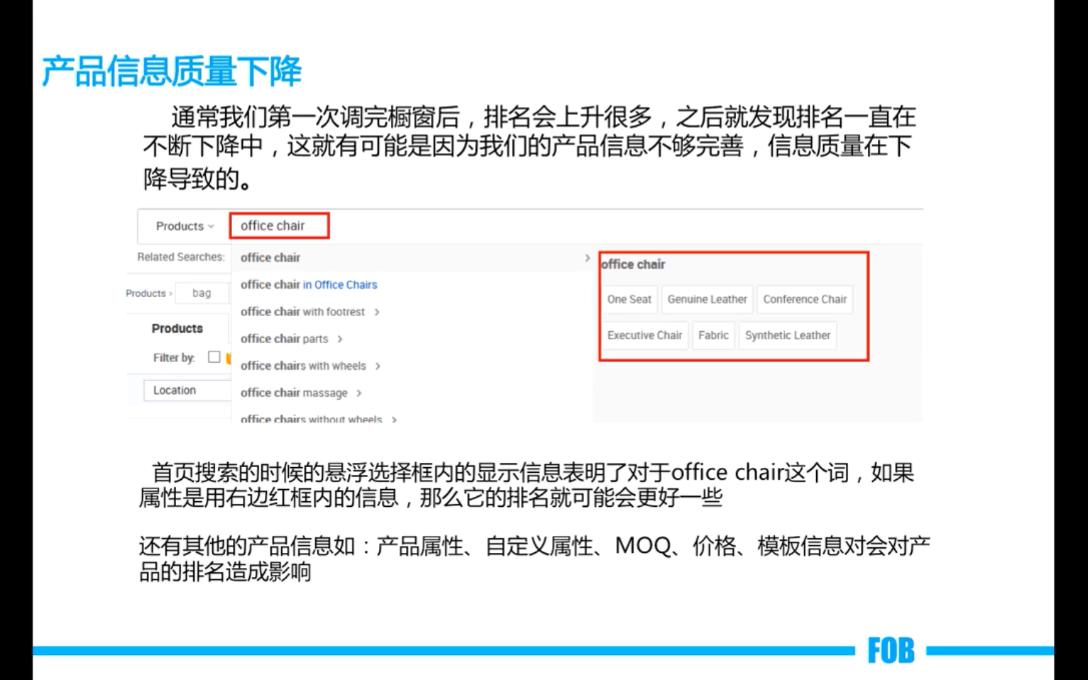 产品信息质量下降
通常我们第一次调完橱窗后，排名会上升很多，之后就发现排名一直在
不断下降中，这就有可能是因为我们的产品信息不够完善，信息质量在下
降导致的。
Products office chair
Related Searches: office chair
office chair
office chair in Office Chairs
One Seat Genuine Leather Conference Chair
Products > bag
office chair with footrest >
Products
office chair parts >
Executive Chair Fabric Synthetic Leather
Filter by:
office chairs with wheels >
Location
office chair massage >
office chairs without wheels >
首页搜索的时候的悬浮选择框内的显示信息表明了对于office chair这个词，如果
属性是用右边红框内的信息，那么它的排名就可能会更好一些
还有其他的产品信息如：产品属性、自定义属性、MOQ、价格、模板信息对会对产
品的排名造成影响
FOB